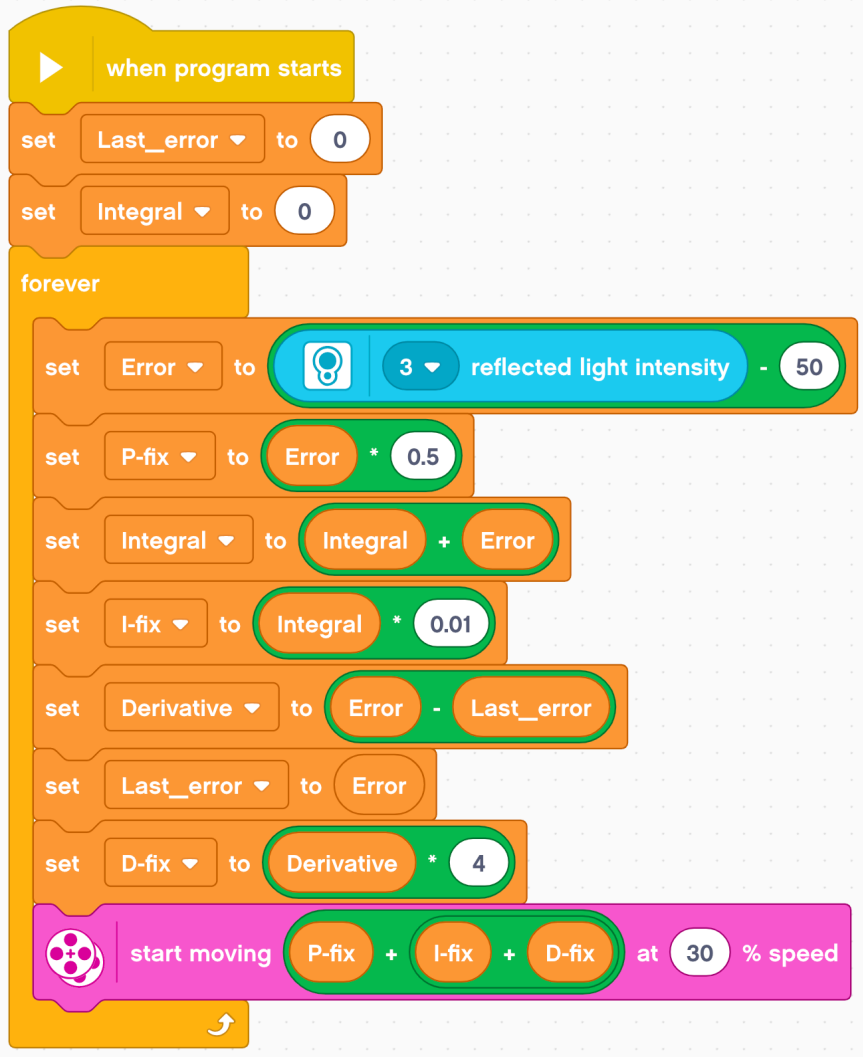 when program starts
set Last_error to 0
set Integral to 0
forever
set Error to 3 reflected light intensity - 50
set P-fix to Error * 0.5
set Integral to Integral + Error
set I-fix to Integral * 0.01
set Derivative to Error - Last_error
set Last_error to Error
set D-fix to Derivative * 4
start moving P-fix + I-fix + D-fix at 30 % speed